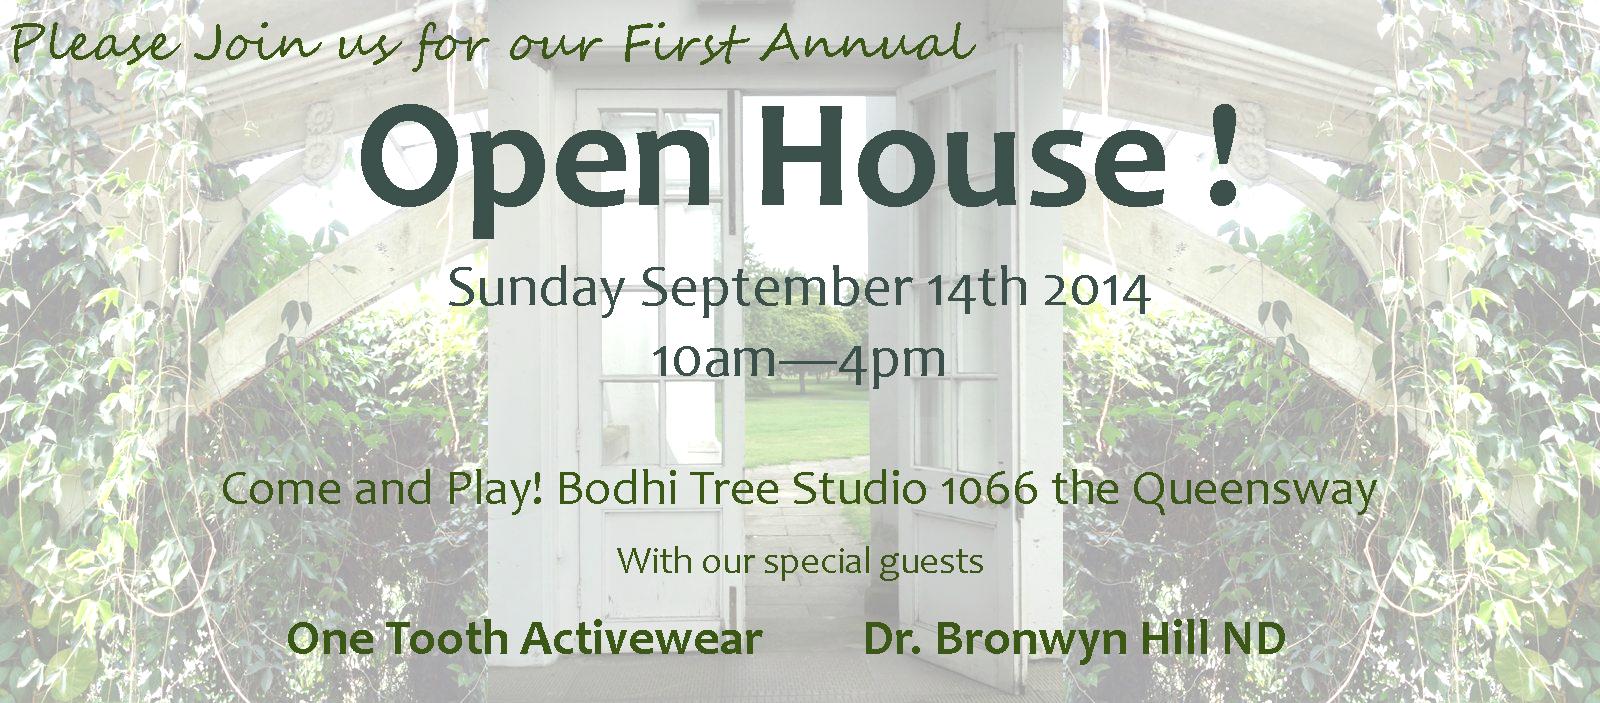 Please Join us for our First Annual
Open House !
Sunday September 14th 2014
10am—4pm
Come and Play! Bodhi Tree Studio 1066 the Queensway
With our special guests
One Tooth Activewear Dr. Bronwyn Hill ND